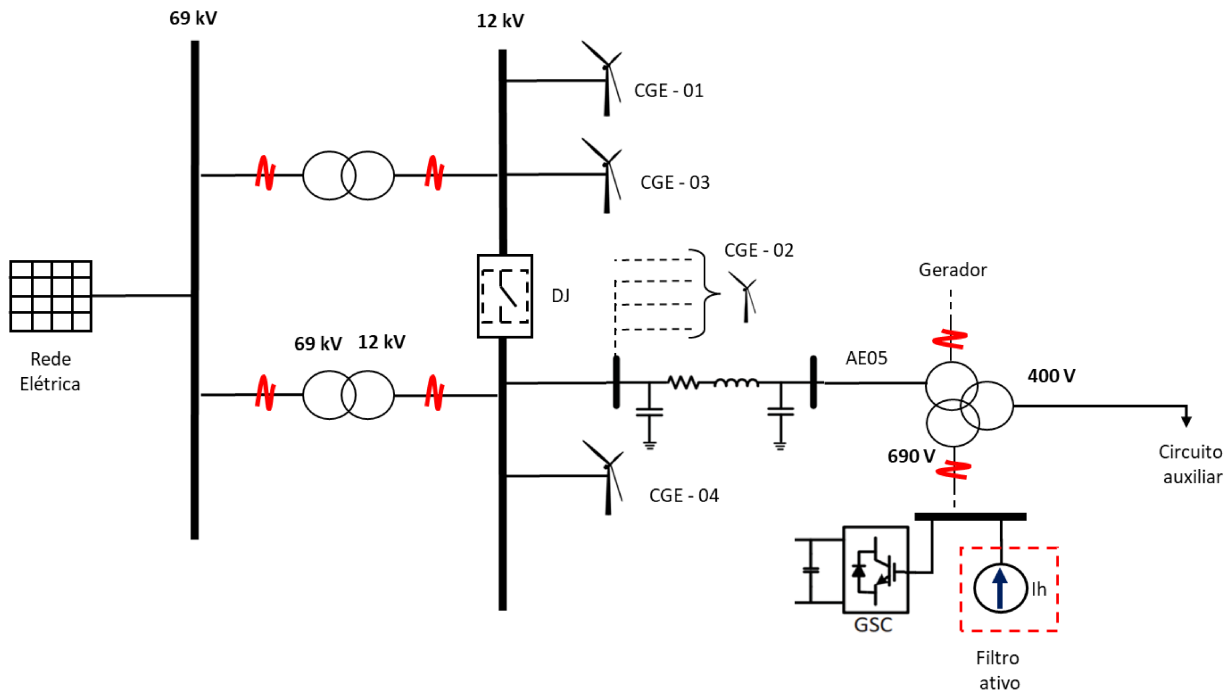 69 kV
12 kV
CGE - 01
CGE - 03
CGE - 02
Gerador
DJ
Rede
Elétrica
69 kV
12 kV
AE05
400 V
690 V
Circuito
auxiliar
CGE - 04
Ih
GSC
Filtro
ativo